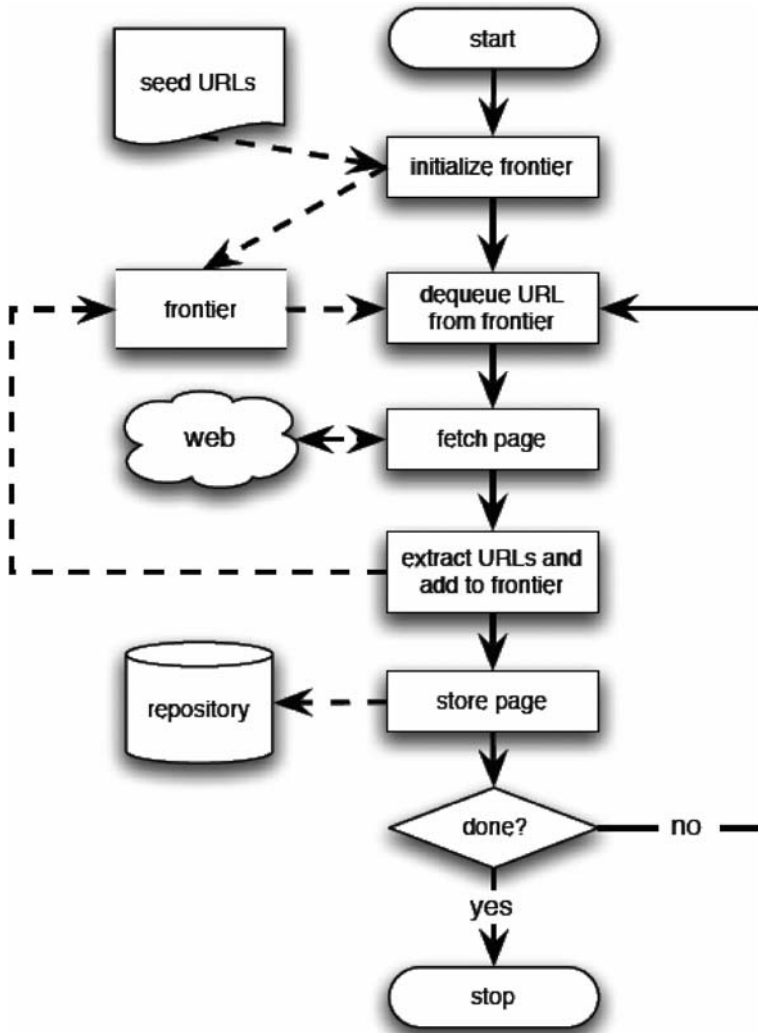 start
seed URLs
initialize frontier
frontier
dequeue URL
from frontier
web
fetch page
extract URLs and
add to frontier
repository
store page
done?
no
yes
stop